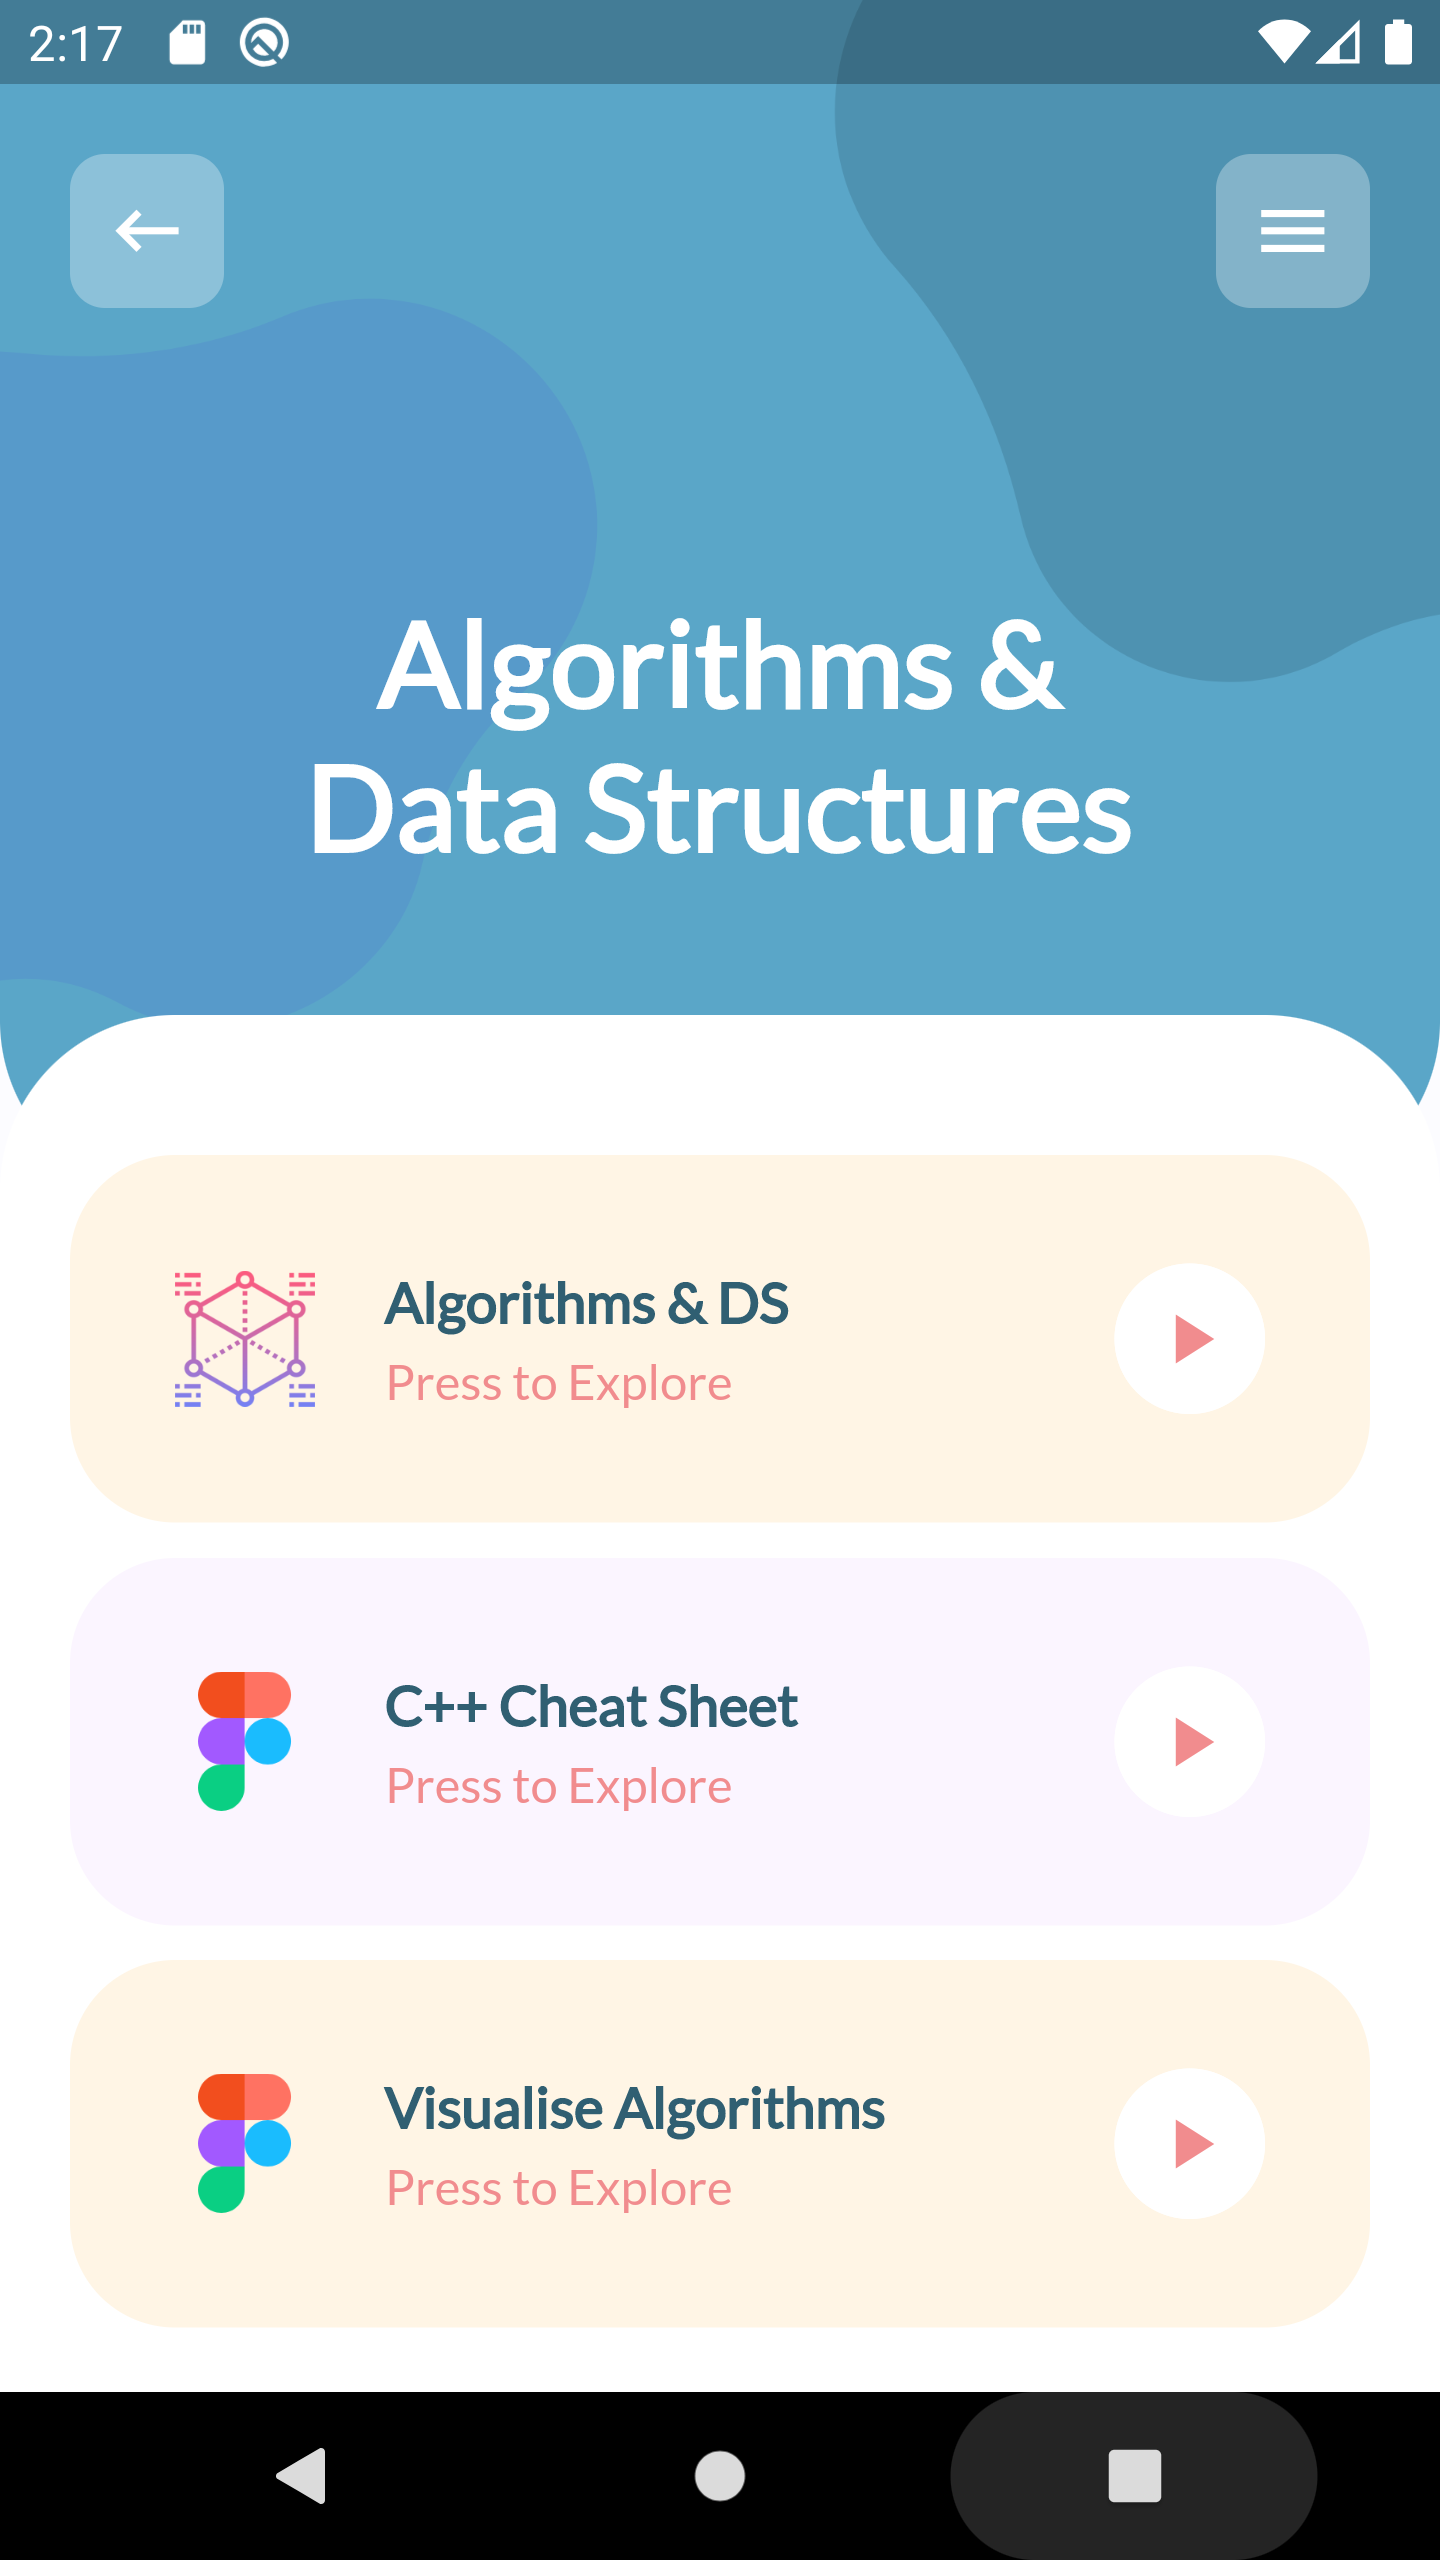 2:17
Algorithms &
Data Structures
Algorithms & DS
Press to Explore
C++ Cheat Sheet
Press to Explore
Visualise Algorithms
Press to Explore